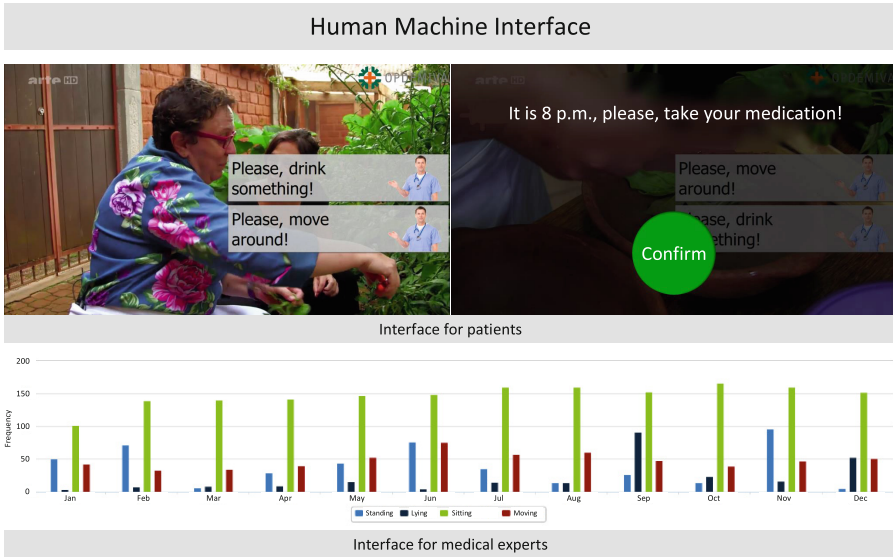 Human Machine Interface
arte HD
Please, drink
something!
Please, move
around!
arte HD
It is 8 p.m., please, take your medication!
Please, move
around!
Please, drink
Confirm
Interface for patients
200
150
100
50
0
Frequency
Jan Feb Mar Apr May Jun Jul Aug Sep Oct Nov Dec
Standing Lying Sitting Moving
Interface for medical experts